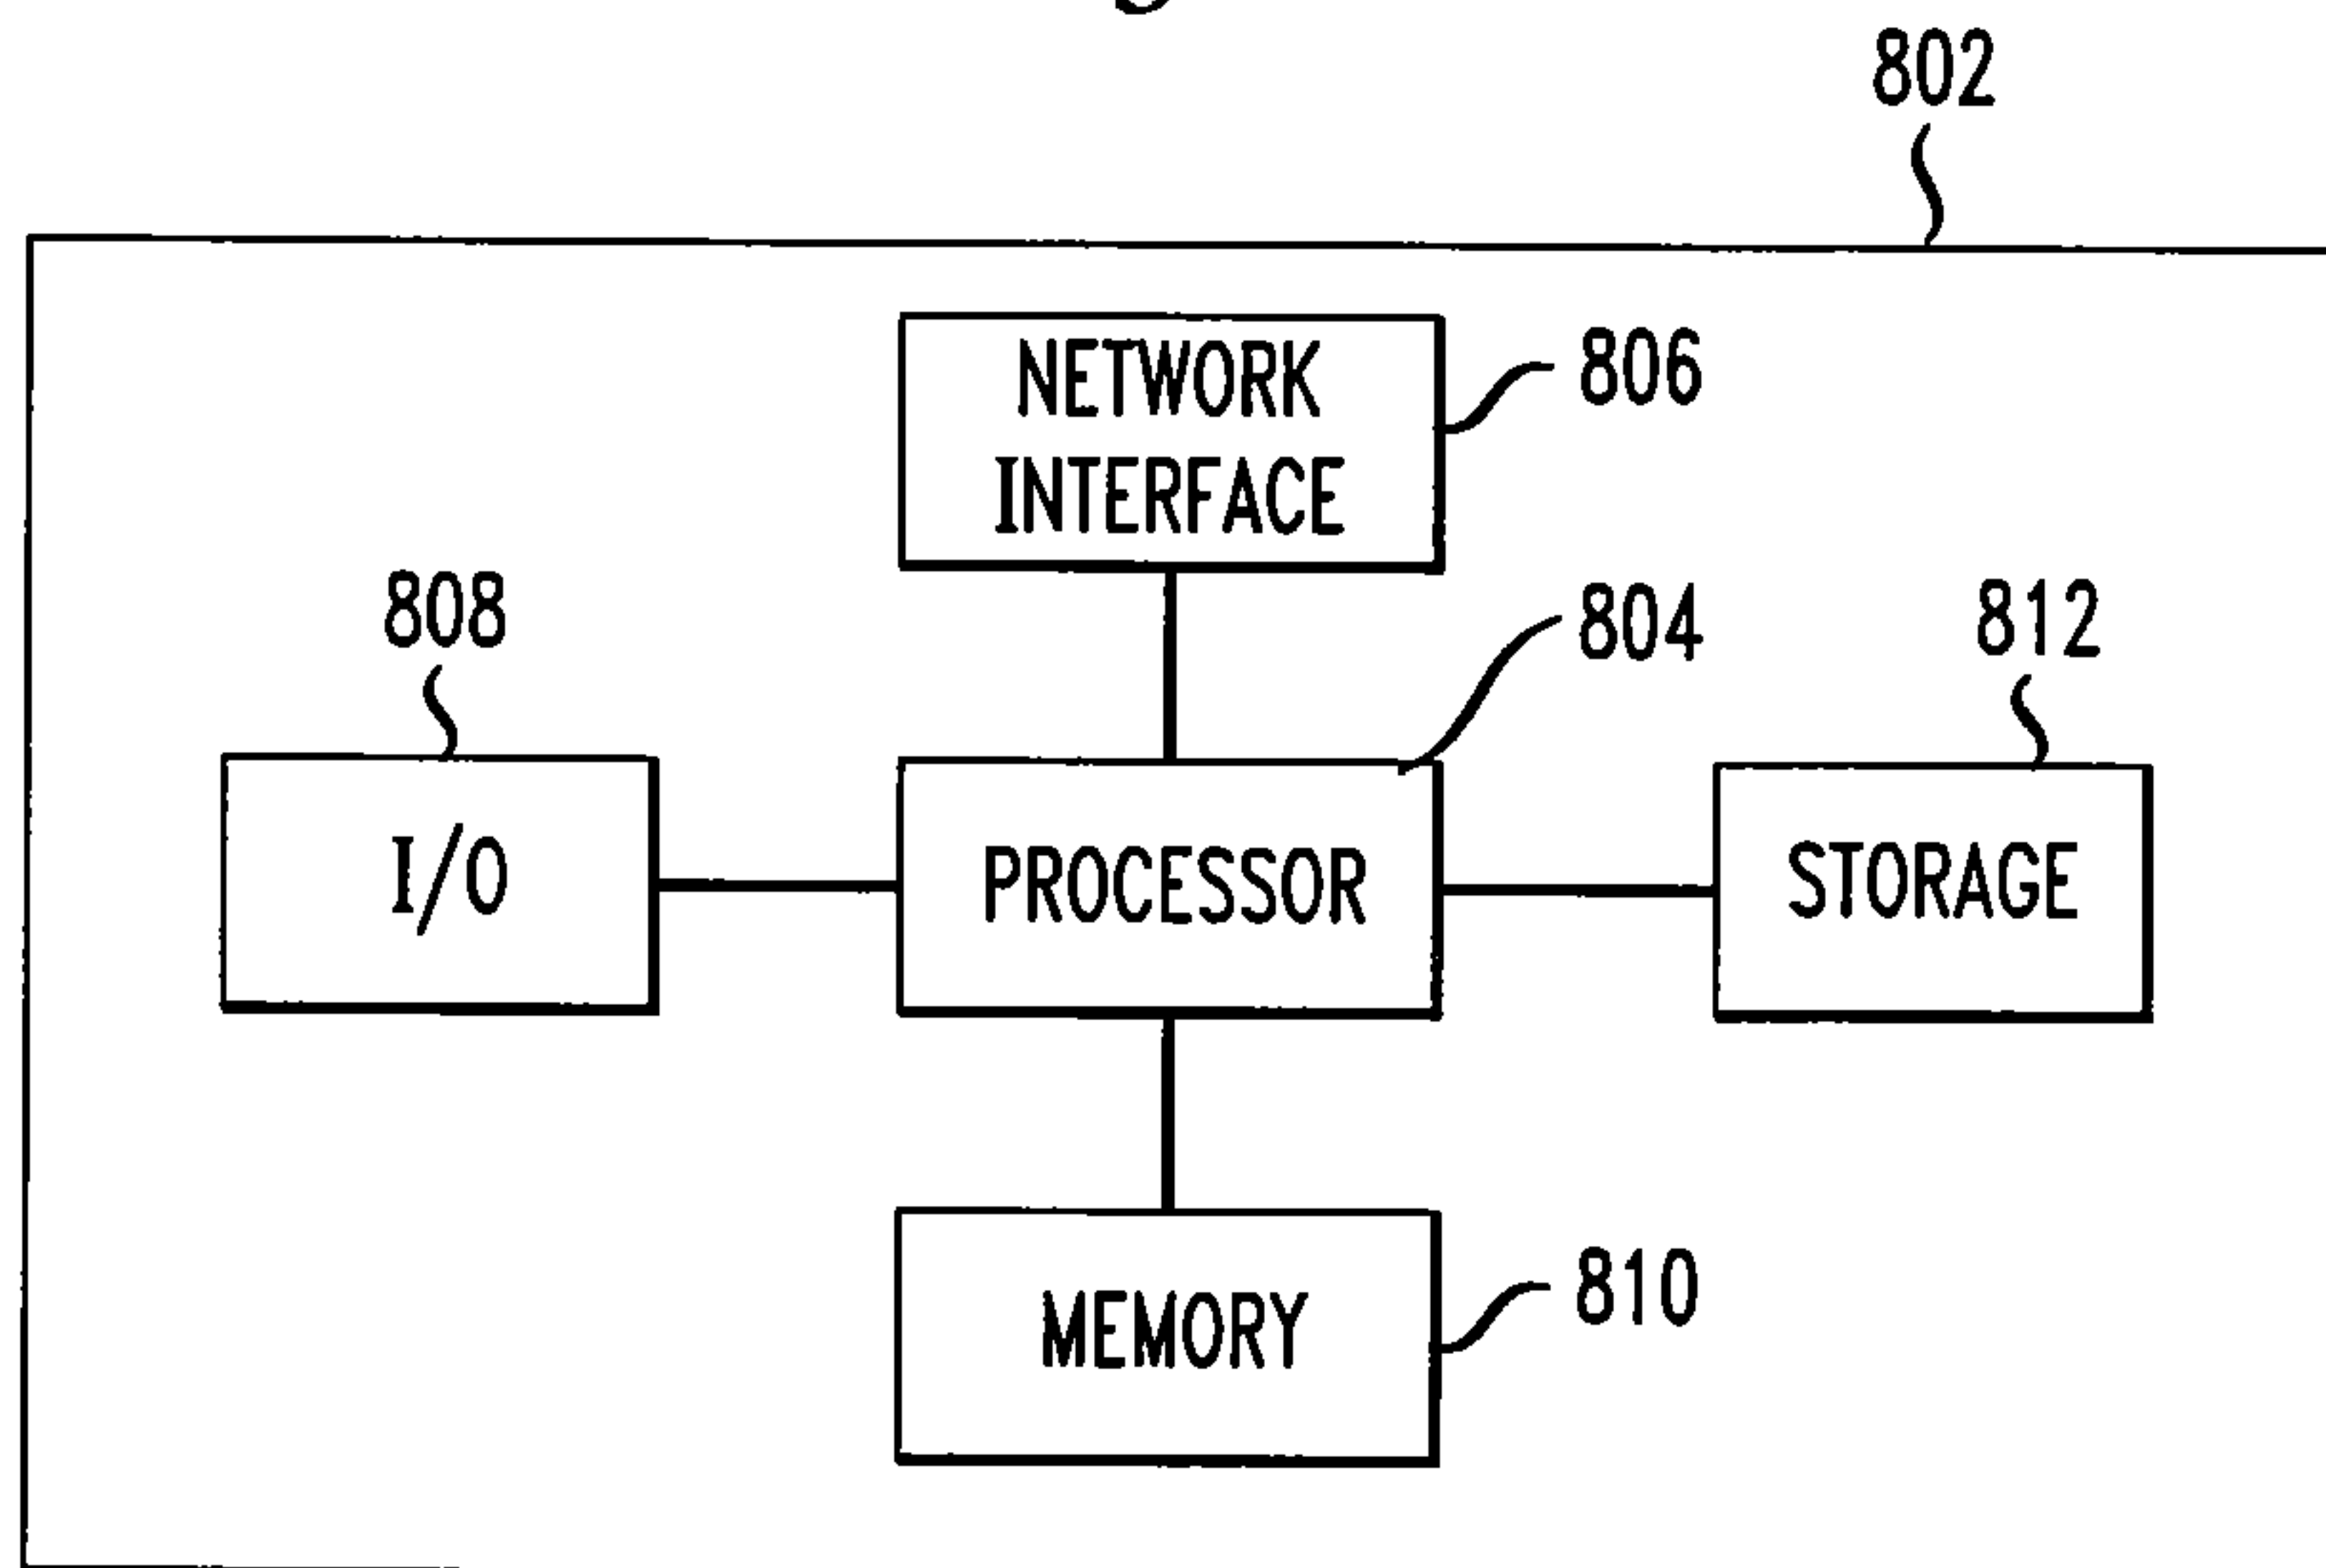 802
NETWORK
INTERFACE
806
808
804
812
I/O
PROCESSOR
STORAGE
MEMORY
810